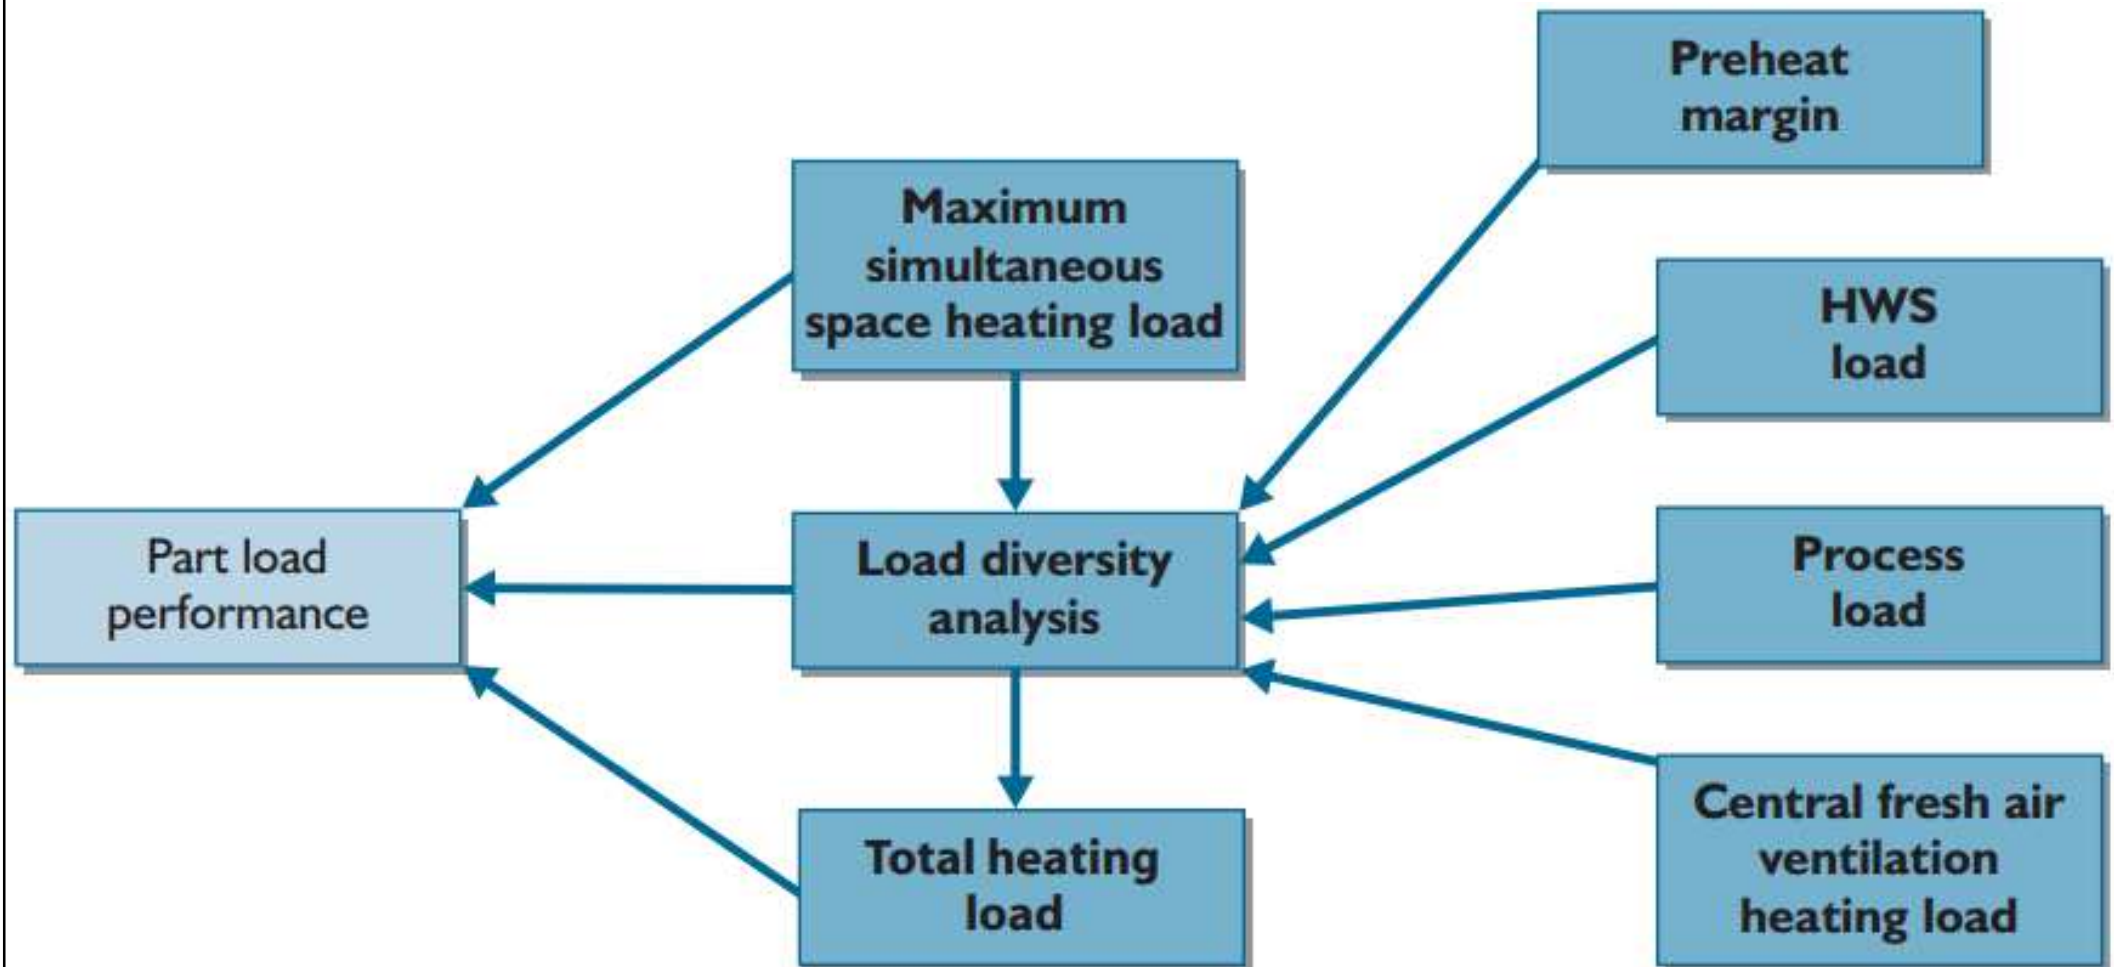 Preheat
margin
Maximum
simultaneous
space heating load
HWS
load
Part load
performance
Load diversity
analysis
Process
load
Total heating
load
Central fresh air
ventilation
heating load